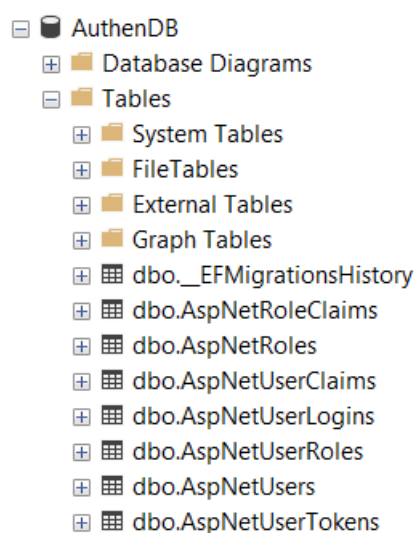 AuthenDB
Database Diagrams
Tables
System Tables
FileTables
External Tables
Graph Tables
dbo.__EFMigrationsHistory
dbo.AspNetRoleClaims
dbo.AspNetRoles
dbo.AspNetUserClaims
dbo.AspNetUserLogins
dbo.AspNetUserRoles
dbo.AspNetUsers
dbo.AspNetUserTokens